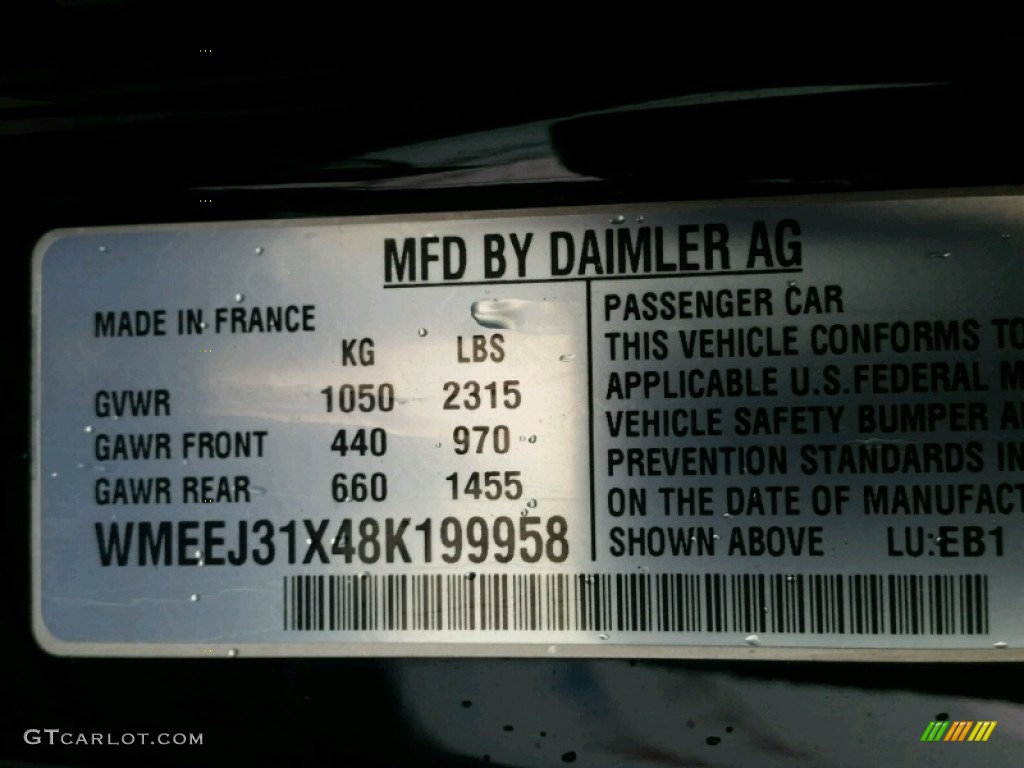 MFD BY DAIMLER AG
MADE IN FRANCE
KG LBS
GVWR 1050 2315
GAWR FRONT 440 970
GAWR REAR 660 1455
WMEEJ31X48K199958
PASSENGER CAR
THIS VEHICLE CONFORMS TO
APPLICABLE U.S.FEDERAL M
VEHICLE SAFETY BUMPER A
PREVENTION STANDARDS IN
ON THE DATE OF MANUFACT
SHOWN ABOVE LU:EB1
GTCARLOT.COM